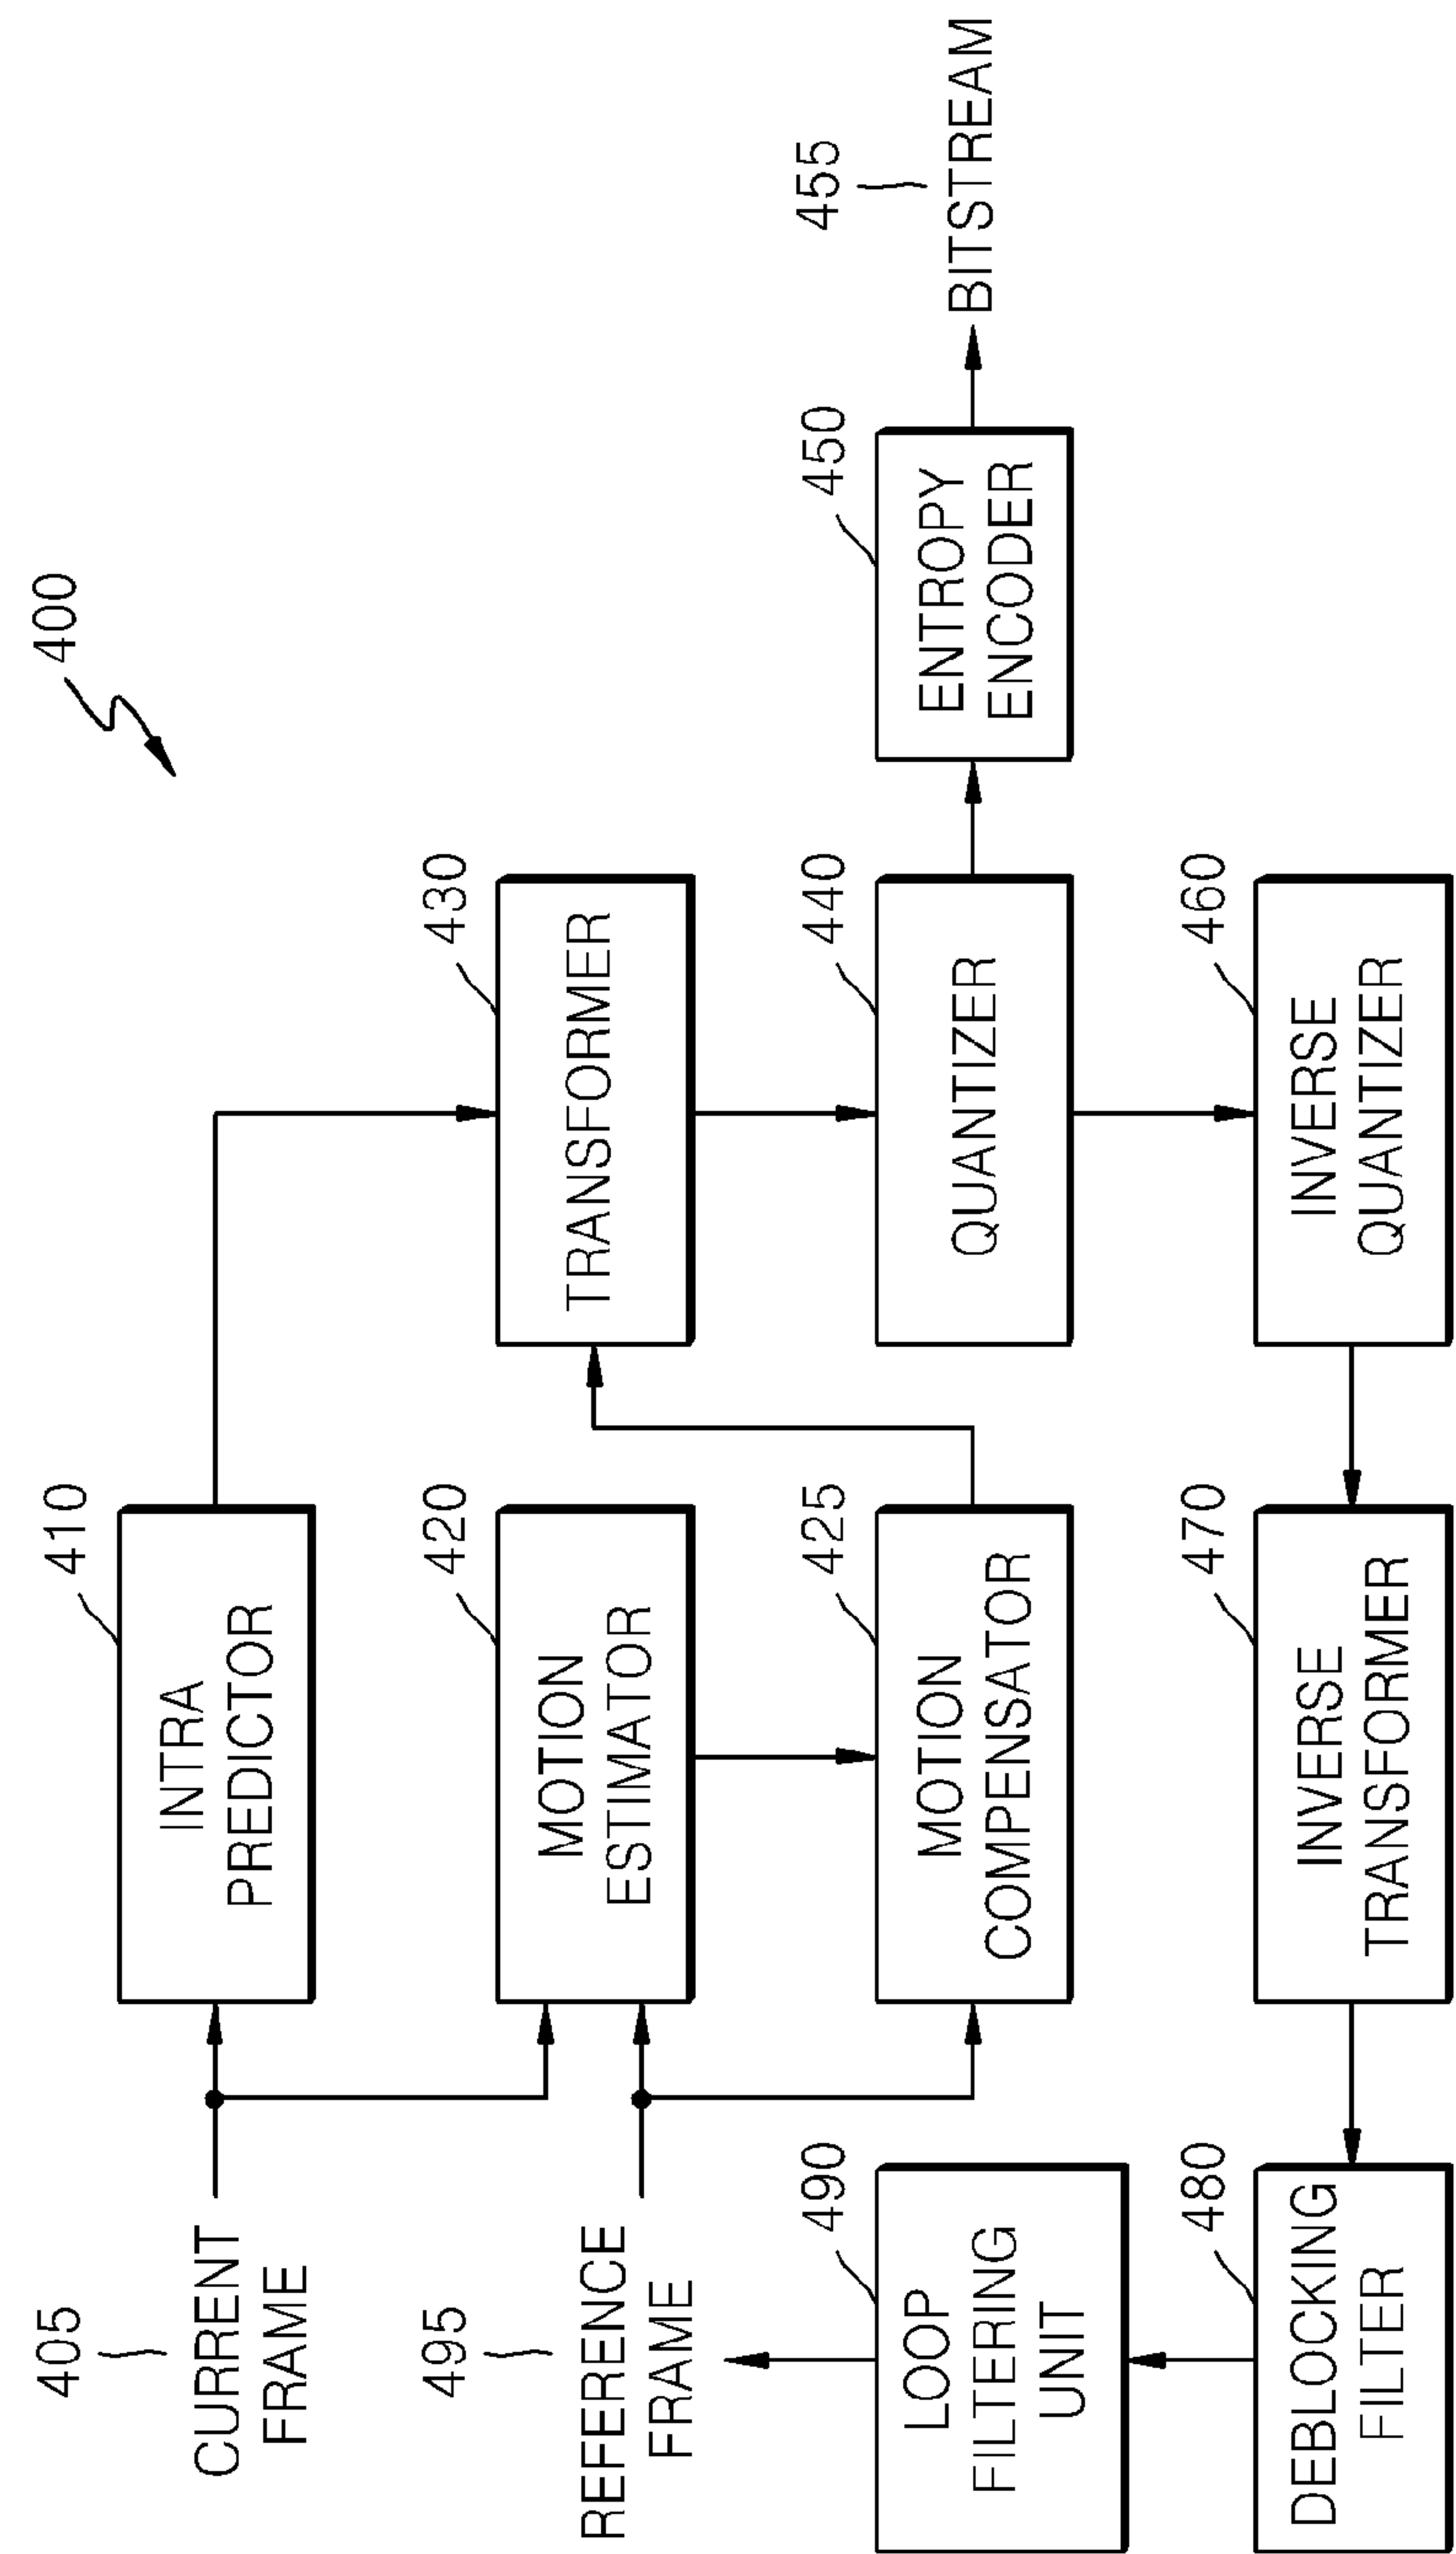 400
405
CURRENT
FRAME
410
INTRA
PREDICTOR
495
REFERENCE
FRAME
420
MOTION
ESTIMATOR
430
TRANSFORMER
490
LOOP
FILTERING
UNIT
425
MOTION
COMPENSATOR
440
QUANTIZER
450
ENTROPY
ENCODER
455
BITSTREAM
480
DEBLOCKING
FILTER
470
INVERSE
TRANSFORMER
460
INVERSE
QUANTIZER